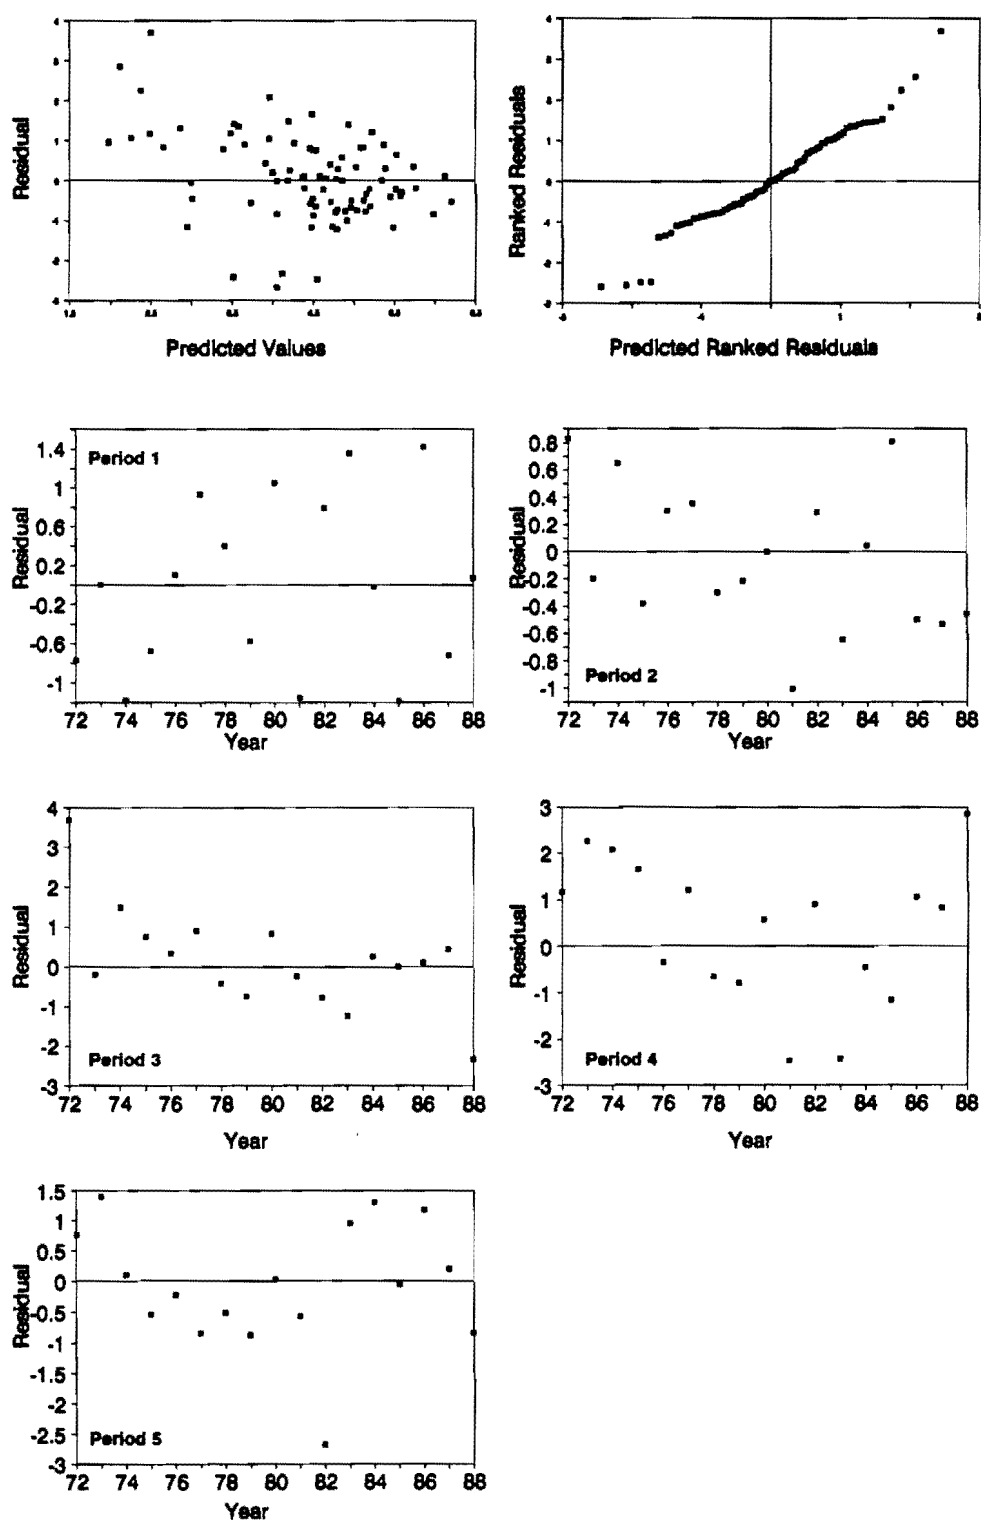 Residual
Predicted Values
Ranked Residuals
Predicted Ranked Residuals
Period 1
Residual
1.4
1
0.6
0.2
-0.2
-0.6
-1
72 74 76 78 80 82 84 86 88
Year
Period 2
Residual
0.8
0.6
0.4
0.2
0
-0.2
-0.4
-0.6
-0.8
-1
72 74 76 78 80 82 84 86 88
Year
Period 3
Residual
4
3
2
1
0
-1
-2
-3
72 74 76 78 80 82 84 86 88
Year
Period 4
Residual
3
2
1
0
-1
-2
-3
72 74 76 78 80 82 84 86 88
Year
Period 5
Residual
1.5
1
0.5
0
-0.5
-1
-1.5
-2
-2.5
-3
72 74 76 78 80 82 84 86 88
Year